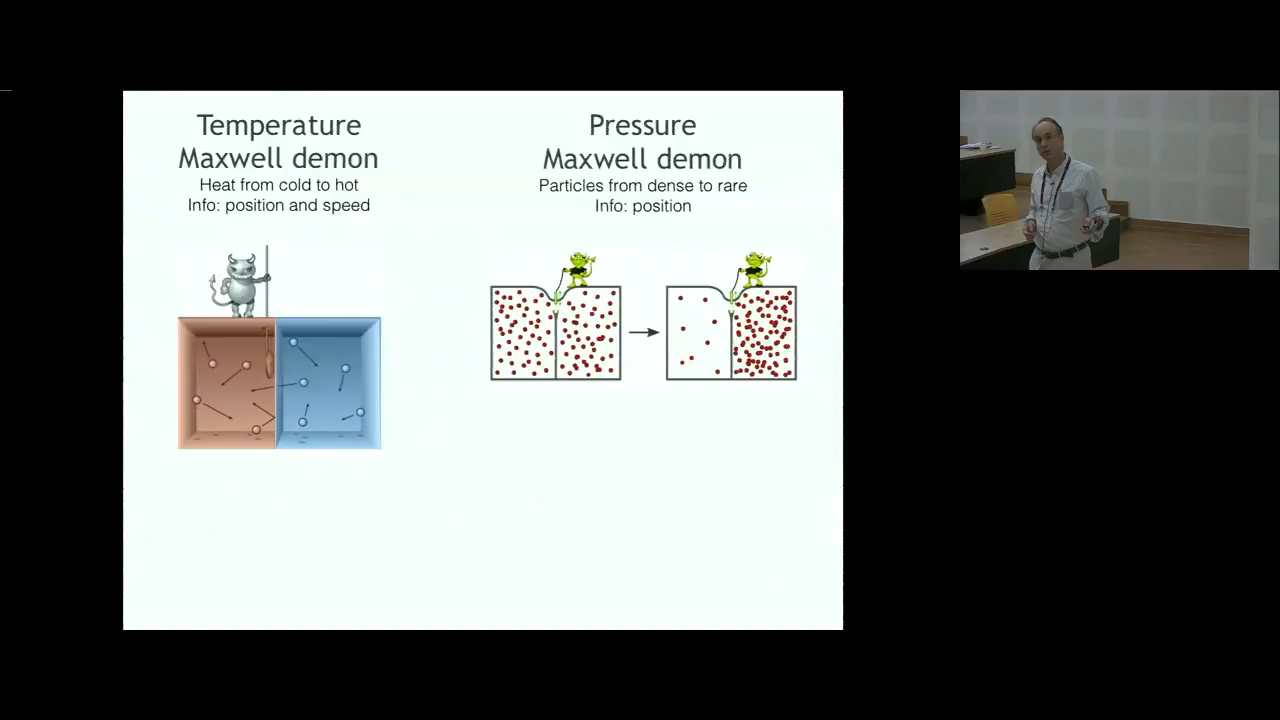 Temperature
Maxwell demon
Heat from cold to hot
Info: position and speed
Pressure
Maxwell demon
Particles from dense to rare
Info: position